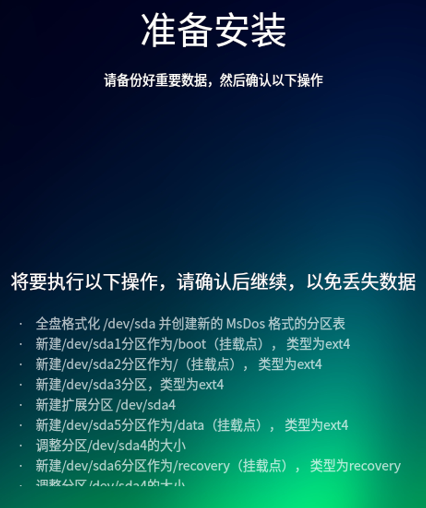 准备安装
请备份好重要数据，然后确认以下操作
将要执行以下操作，请确认后继续，以免丢失数据
· 全盘格式化 /dev/sda 并创建新的 MsDos 格式的分区表
· 新建/dev/sda1分区作为/boot（挂载点）， 类型为ext4
· 新建/dev/sda2分区作为/（挂载点）， 类型为ext4
· 新建/dev/sda3分区，类型为ext4
· 新建扩展分区 /dev/sda4
· 新建/dev/sda5分区作为/data（挂载点）， 类型为ext4
· 调整分区/dev/sda4的大小
· 新建/dev/sda6分区作为/recovery（挂载点）， 类型为recovery
· 调整分区/dev/sda4的大小